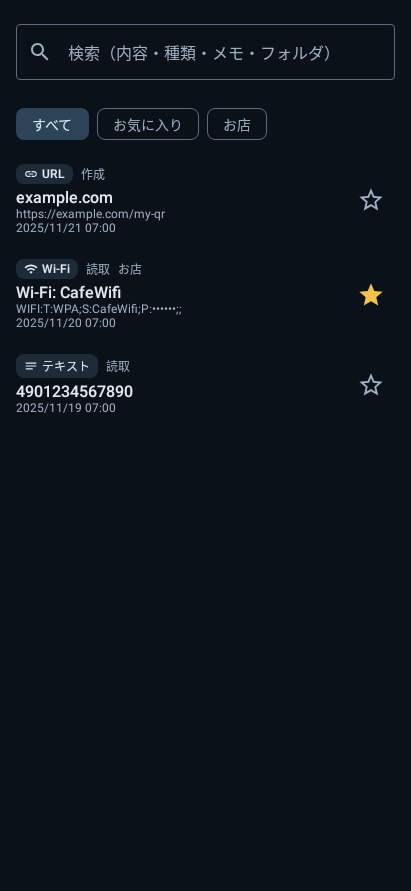 検索（内容・種類・メモ・フォルダ）
すべて お気に入り お店
URL 作成
example.com
https://example.com/my-qr
2025/11/21 07:00
Wi-Fi 読取 お店
Wi-Fi: CafeWifi
WIFI:T:WPA;S:CafeWifi;P:••••••;;
2025/11/20 07:00
テキスト 読取
4901234567890
2025/11/19 07:00